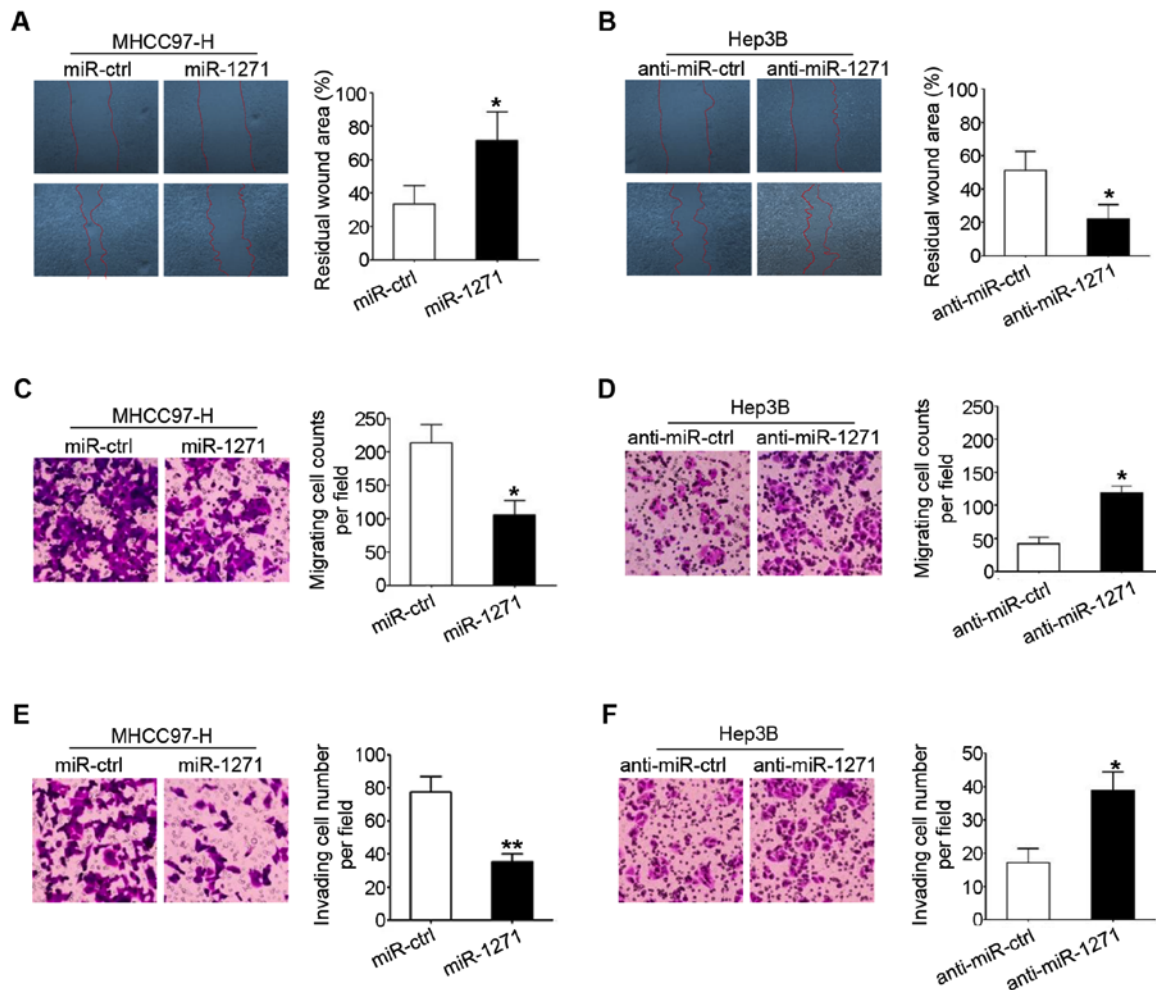 A
MHCC97-H
miR-ctrl miR-1271
Residual wound area (%)
100
80
60
40
20
0
*
miR-ctrl
miR-1271
B
Hep3B
anti-miR-ctrl anti-miR-1271
Residual wound area (%)
100
80
60
40
20
0
*
anti-miR-ctrl
anti-miR-1271
C
MHCC97-H
miR-ctrl miR-1271
Migrating cell counts
per field
250
200
150
100
50
0
*
miR-ctrl
miR-1271
D
Hep3B
anti-miR-ctrl anti-miR-1271
Migrating cell counts
per field
250
200
150
100
50
0
*
anti-miR-ctrl
anti-miR-1271
E
MHCC97-H
miR-ctrl miR-1271
Invading cell number
per field
100
80
60
40
20
0
**
miR-ctrl
miR-1271
F
Hep3B
anti-miR-ctrl anti-miR-1271
Invading cell number
per field
50
40
30
20
10
0
*
anti-miR-ctrl
anti-miR-1271